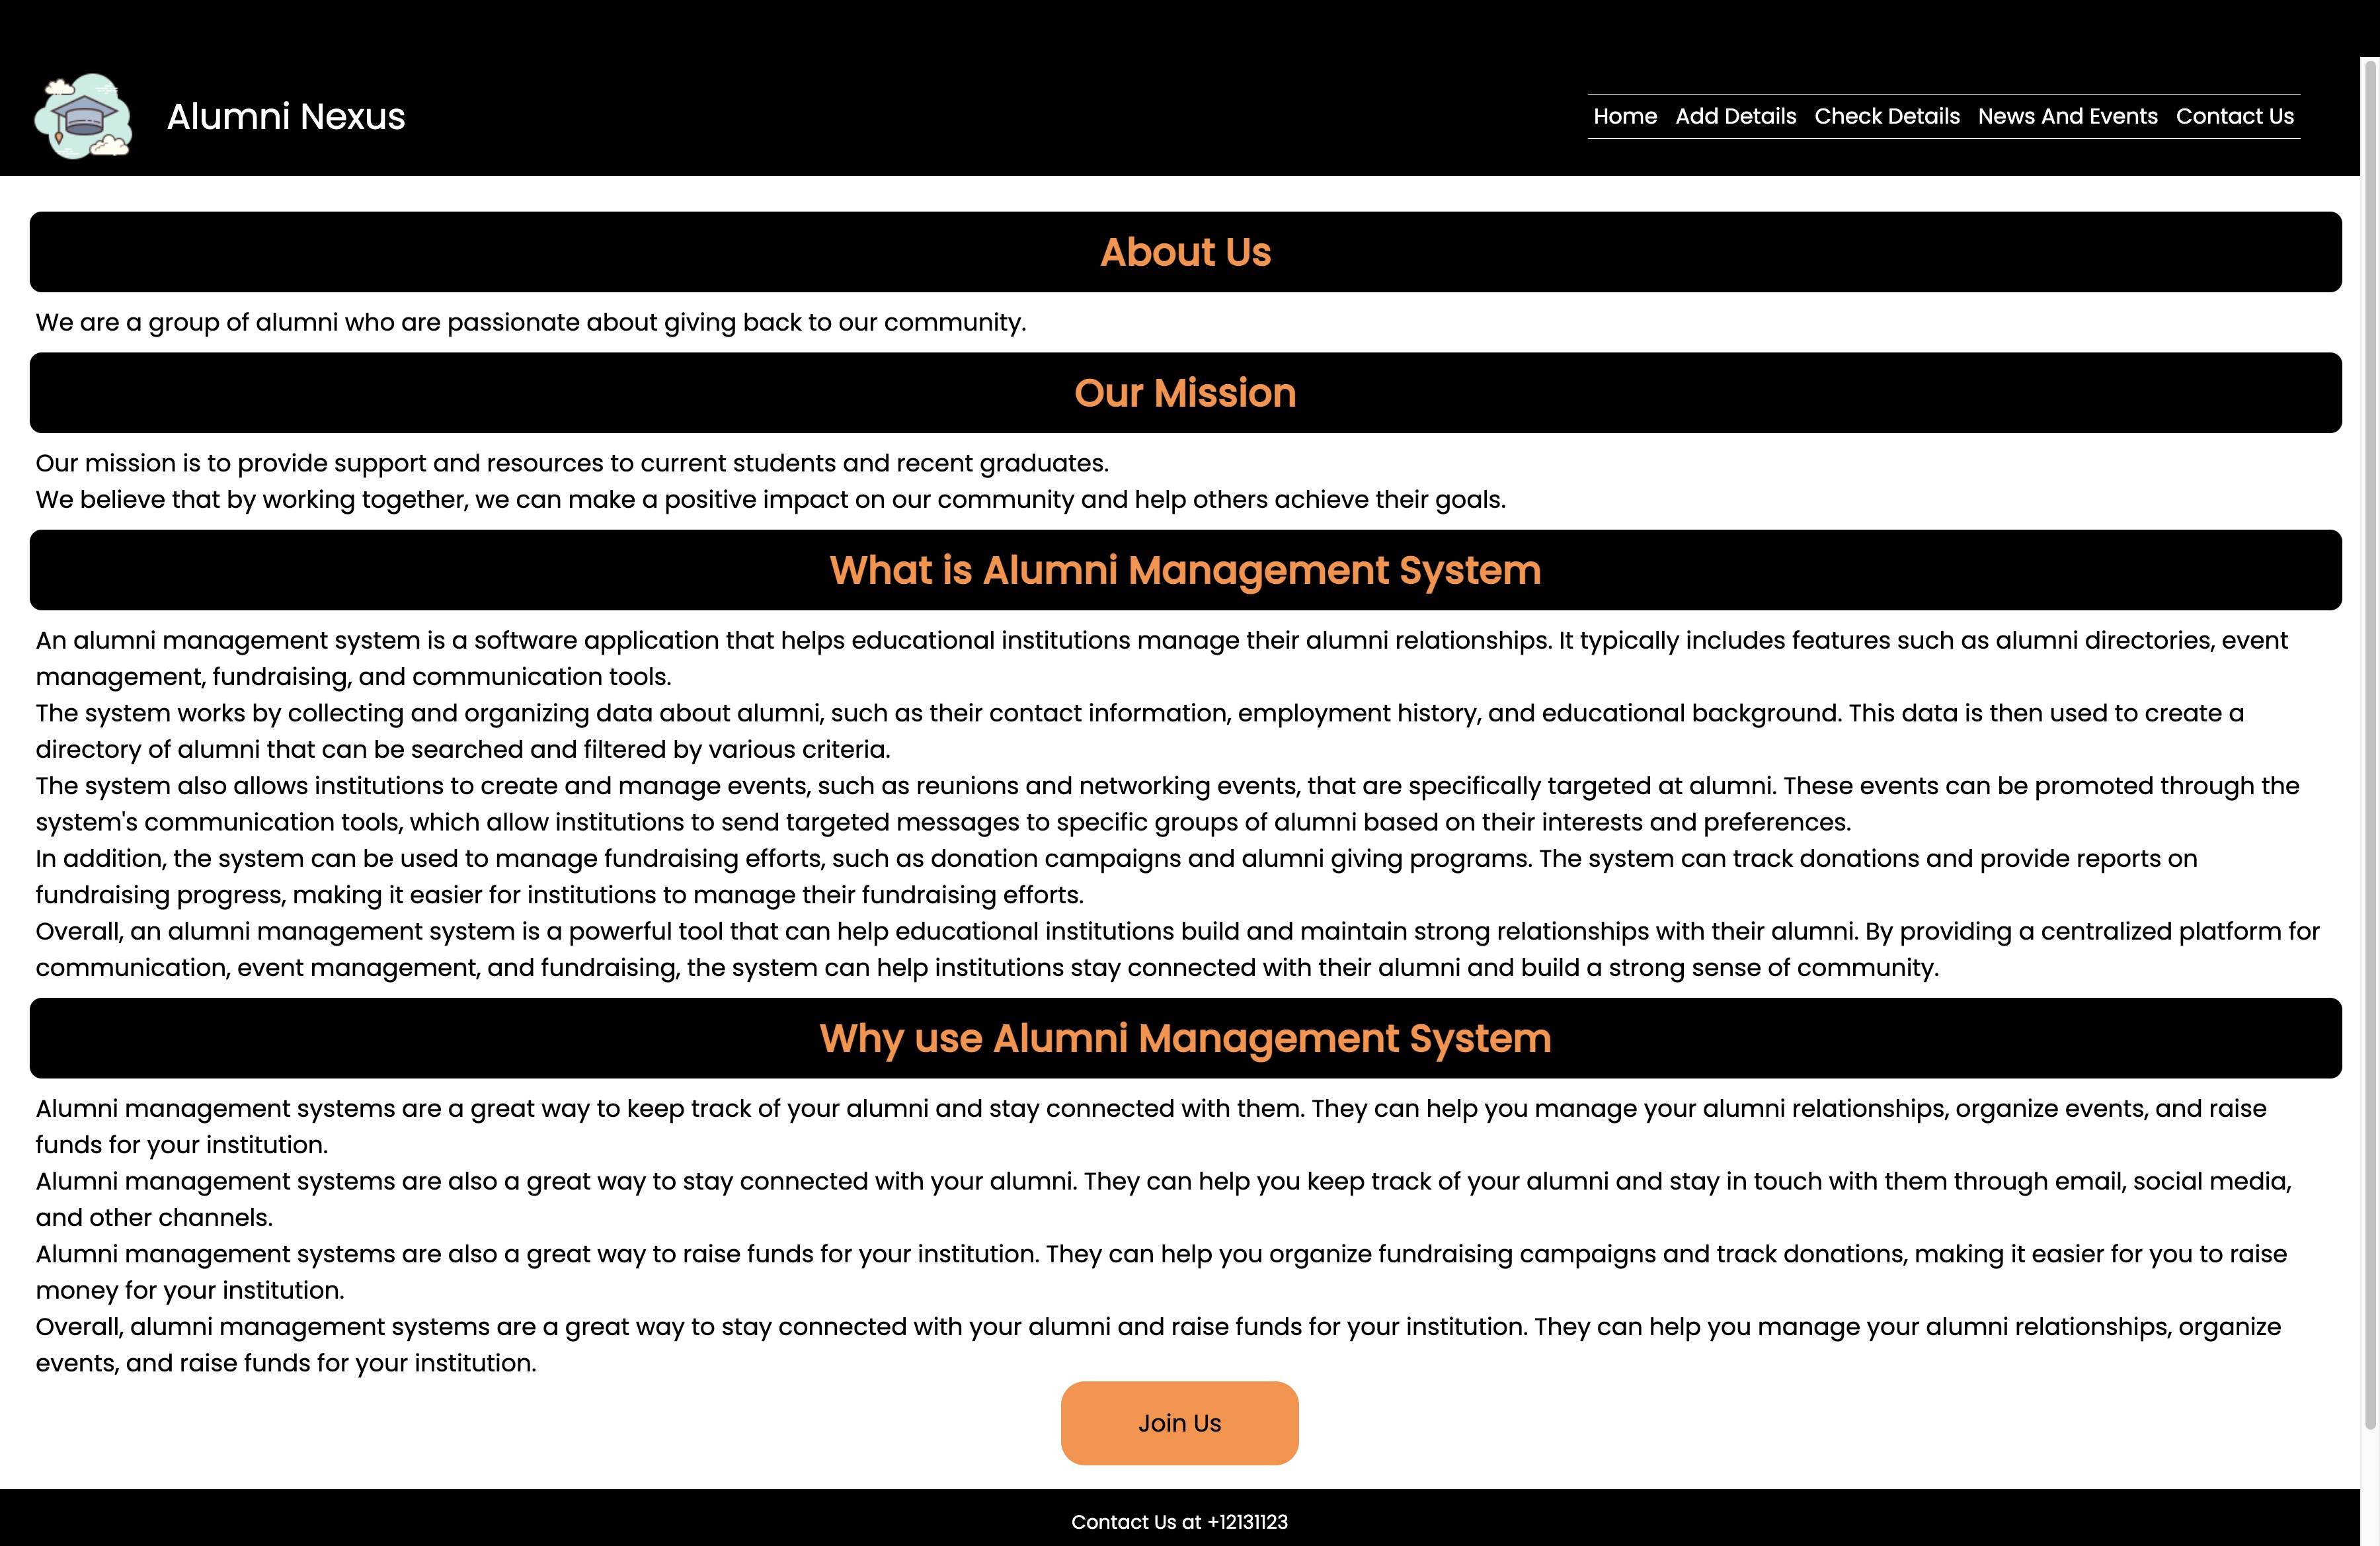 Alumni Nexus
Home Add Details Check Details News And Events Contact Us
About Us
We are a group of alumni who are passionate about giving back to our community.
Our Mission
Our mission is to provide support and resources to current students and recent graduates.
We believe that by working together, we can make a positive impact on our community and help others achieve their goals.
What is Alumni Management System
An alumni management system is a software application that helps educational institutions manage their alumni relationships. It typically includes features such as alumni directories, event
management, fundraising, and communication tools.
The system works by collecting and organizing data about alumni, such as their contact information, employment history, and educational background. This data is then used to create a
directory of alumni that can be searched and filtered by various criteria.
The system also allows institutions to create and manage events, such as reunions and networking events, that are specifically targeted at alumni. These events can be promoted through the
system's communication tools, which allow institutions to send targeted messages to specific groups of alumni based on their interests and preferences.
In addition, the system can be used to manage fundraising efforts, such as donation campaigns and alumni giving programs. The system can track donations and provide reports on
fundraising progress, making it easier for institutions to manage their fundraising efforts.
Overall, an alumni management system is a powerful tool that can help educational institutions build and maintain strong relationships with their alumni. By providing a centralized platform for
communication, event management, and fundraising, the system can help institutions stay connected with their alumni and build a strong sense of community.
Why use Alumni Management System
Alumni management systems are a great way to keep track of your alumni and stay connected with them. They can help you manage your alumni relationships, organize events, and raise
funds for your institution.
Alumni management systems are also a great way to stay connected with your alumni. They can help you keep track of your alumni and stay in touch with them through email, social media,
and other channels.
Alumni management systems are also a great way to raise funds for your institution. They can help you organize fundraising campaigns and track donations, making it easier for you to raise
money for your institution.
Overall, alumni management systems are a great way to stay connected with your alumni and raise funds for your institution. They can help you manage your alumni relationships, organize
events, and raise funds for your institution.
Join Us
Contact Us at +12131123